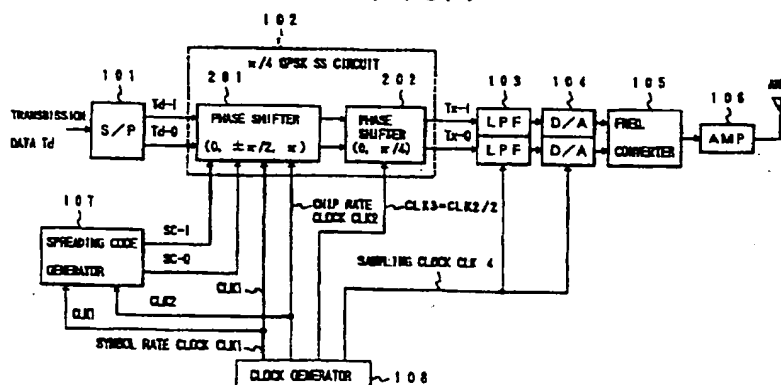 102
π/4 QPSK SS CIRCUIT
101
Td-I
Td-Q
201
202
Tx-I
Tx-Q
103
104
105
106
TRANSMISSION
DATA Td
S/P
PHASE SHIFTER
(0, ±π/2, π)
PHASE
SHIFTER
(0, π/4)
LPF
LPF
D/A
D/A
FREQ.
CONVERTER
AMP
107
SPREADING CODE
GENERATOR
SC-I
SC-Q
CHIP RATE
CLOCK CLK2
CLK3=CLK2/2
SAMPLING CLOCK CLK 4
CLK1
CLK2
CLK1
SYMBOL RATE CLOCK CLK1
CLOCK GENERATOR
108